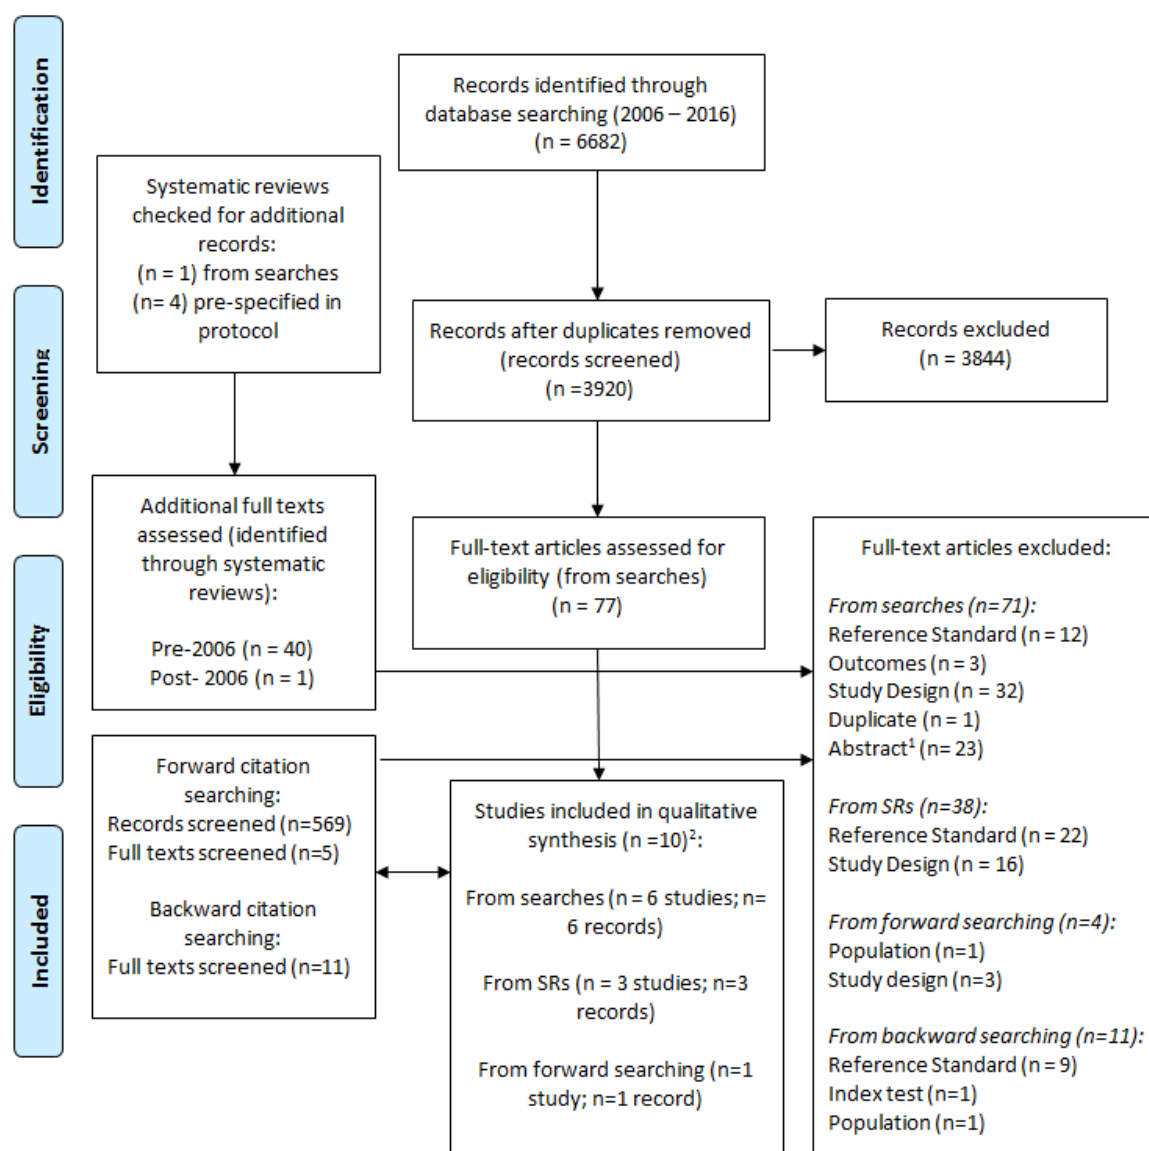 Identification
Records identified through
database searching (2006 – 2016)
(n = 6682)
Systematic reviews
checked for additional
records:
(n = 1) from searches
(n= 4) pre-specified in
protocol
Screening
Records after duplicates removed
(records screened)
(n =3920)
Records excluded
(n = 3844)
Additional full texts
assessed (identified
through systematic
reviews):
Pre-2006 (n = 40)
Post- 2006 (n = 1)
Full-text articles assessed for
eligibility (from searches)
(n = 77)
Full-text articles excluded:
From searches (n=71):
Reference Standard (n = 12)
Outcomes (n = 3)
Study Design (n = 32)
Duplicate (n = 1)
Abstract¹ (n= 23)
From SRs (n=38):
Reference Standard (n = 22)
Study Design (n = 16)
From forward searching (n=4):
Population (n=1)
Study design (n=3)
From backward searching (n=11):
Reference Standard (n = 9)
Index test (n=1)
Population (n=1)
Eligibility
Forward citation
searching:
Records screened (n=569)
Full texts screened (n=5)
Backward citation
searching:
Full texts screened (n=11)
Included
Studies included in qualitative
synthesis (n =10)²:
From searches (n = 6 studies; n=
6 records)
From SRs (n = 3 studies; n=3
records)
From forward searching (n=1
study; n=1 record)